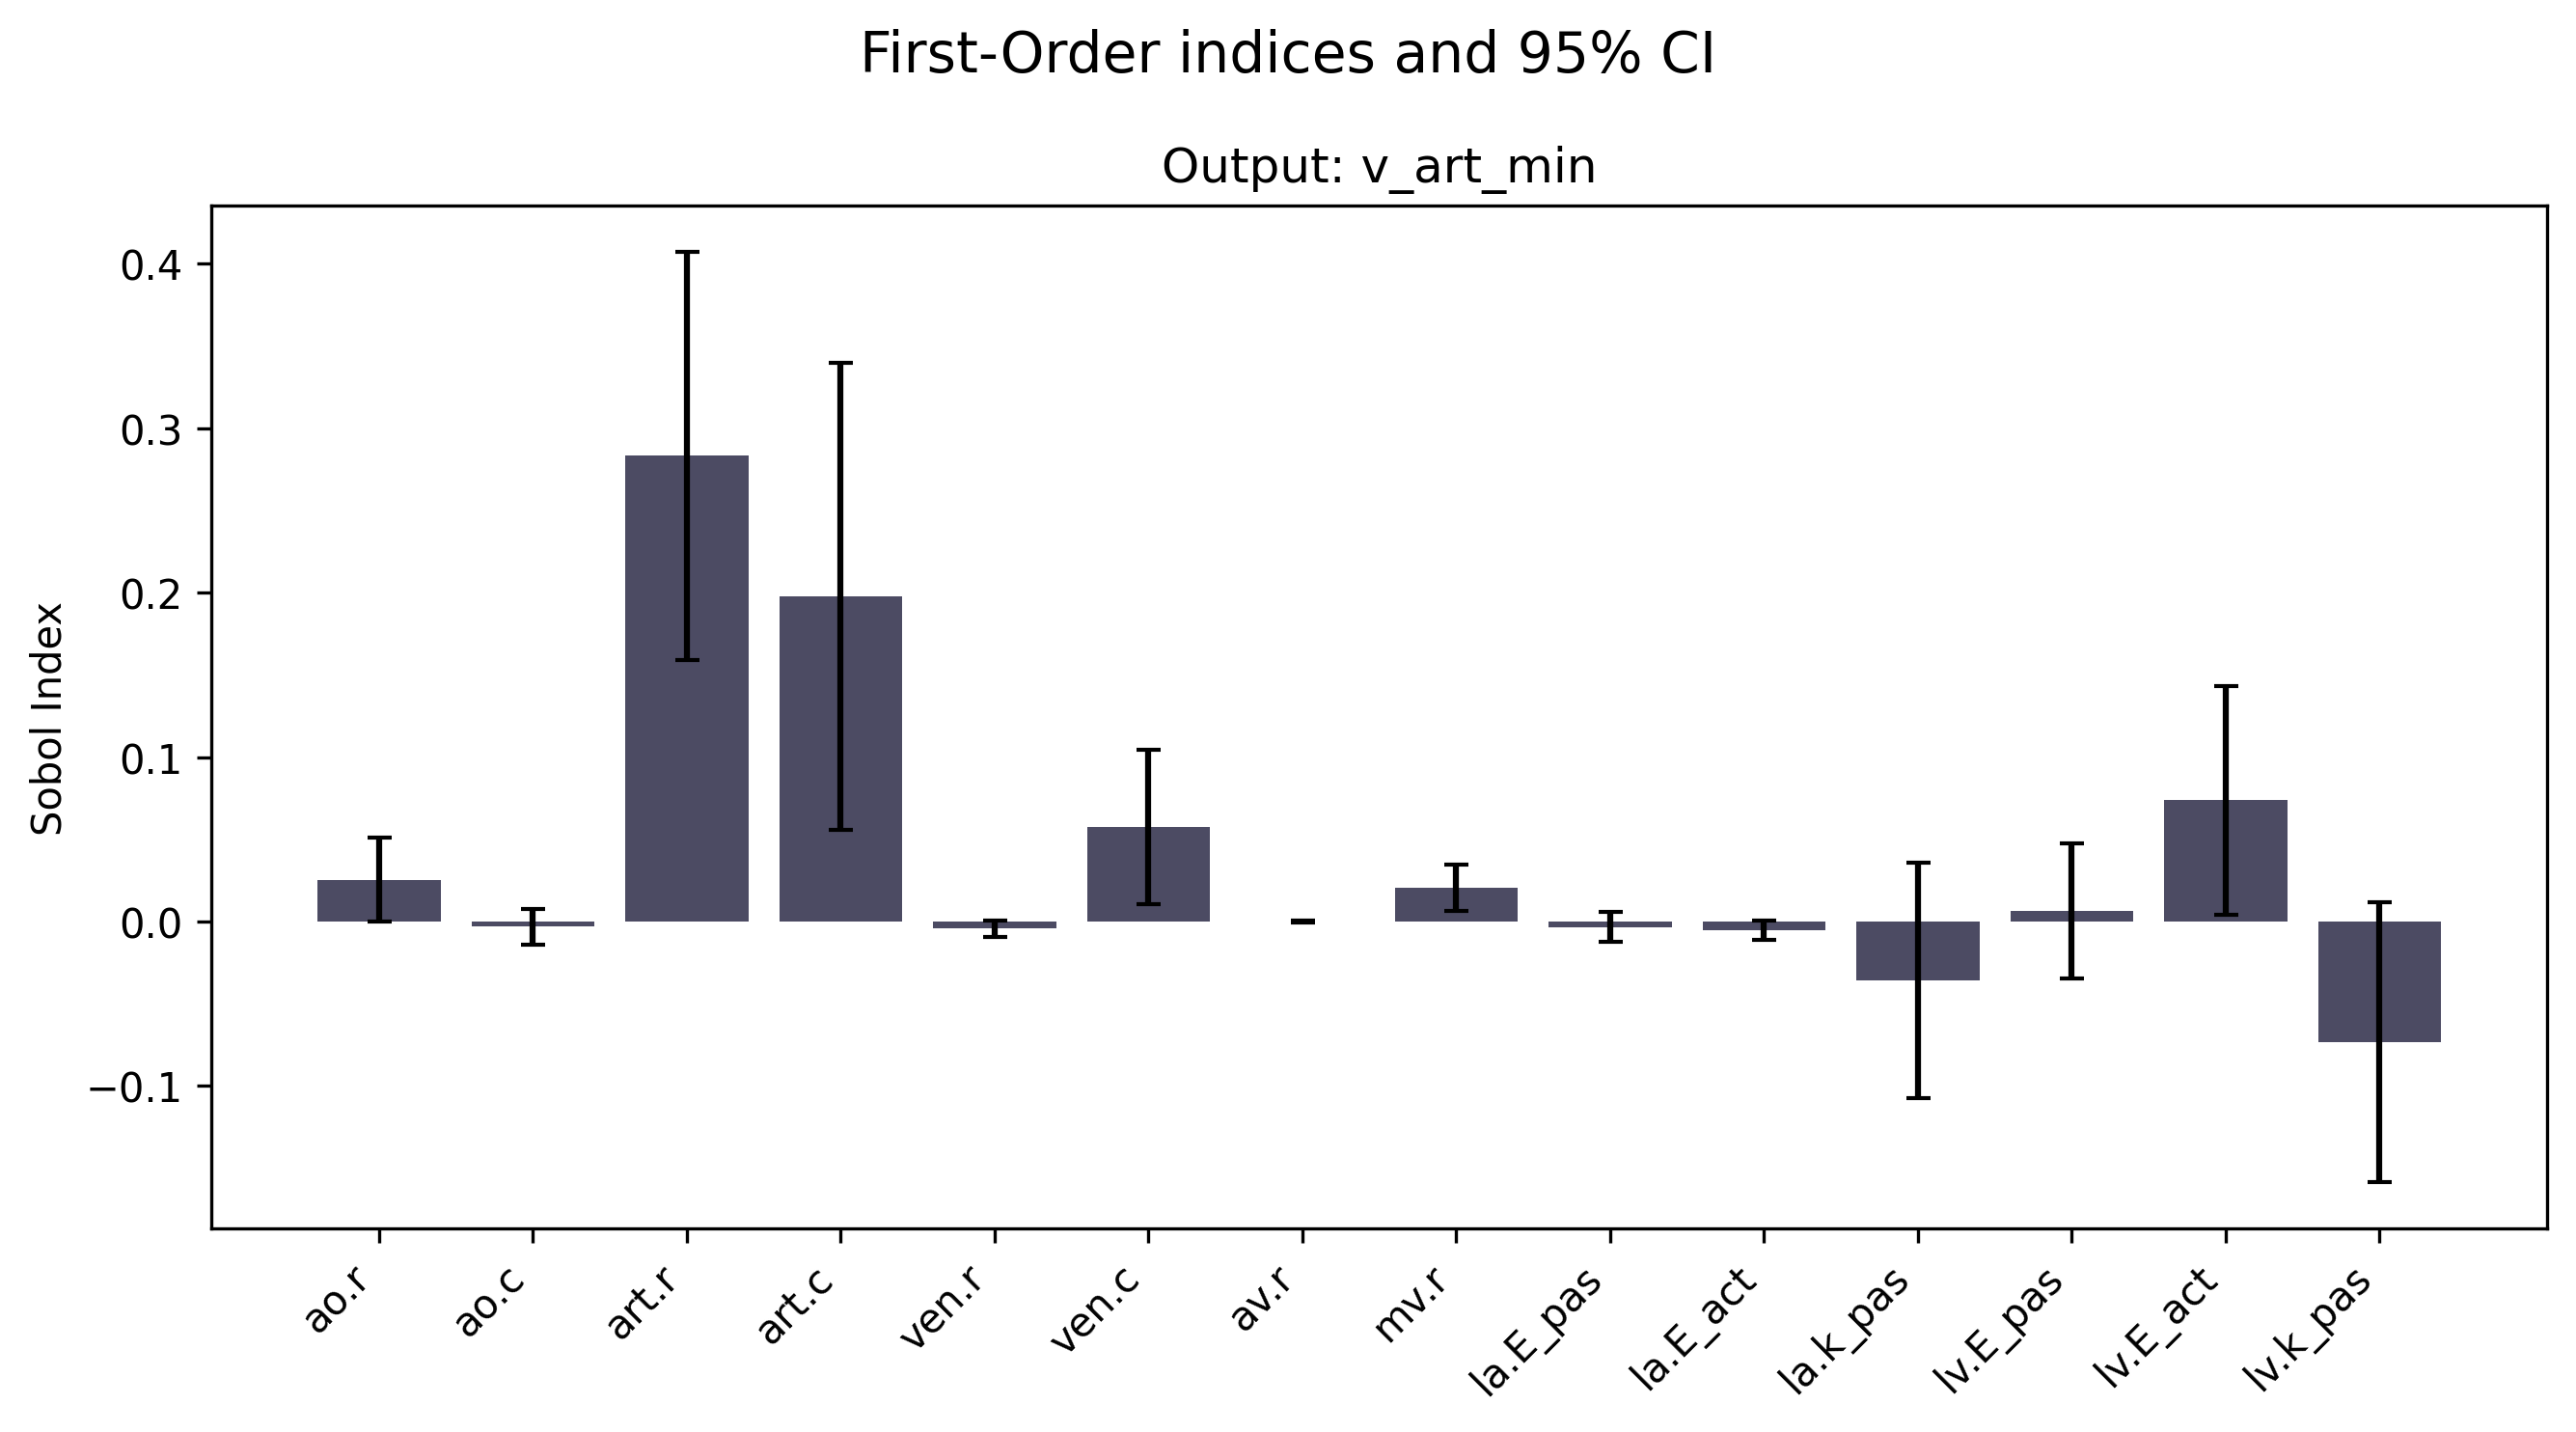 First-Order indices and 95% CI
Output: v_art_min
Sobol Index
0.4
0.3
0.2
0.1
0.0
−0.1
ao.r
ao.c
art.r
art.c
ven.r
ven.c
av.r
mv.r
la.E_pas
la.E_act
la.k_pas
lv.E_pas
lv.E_act
lv.k_pas